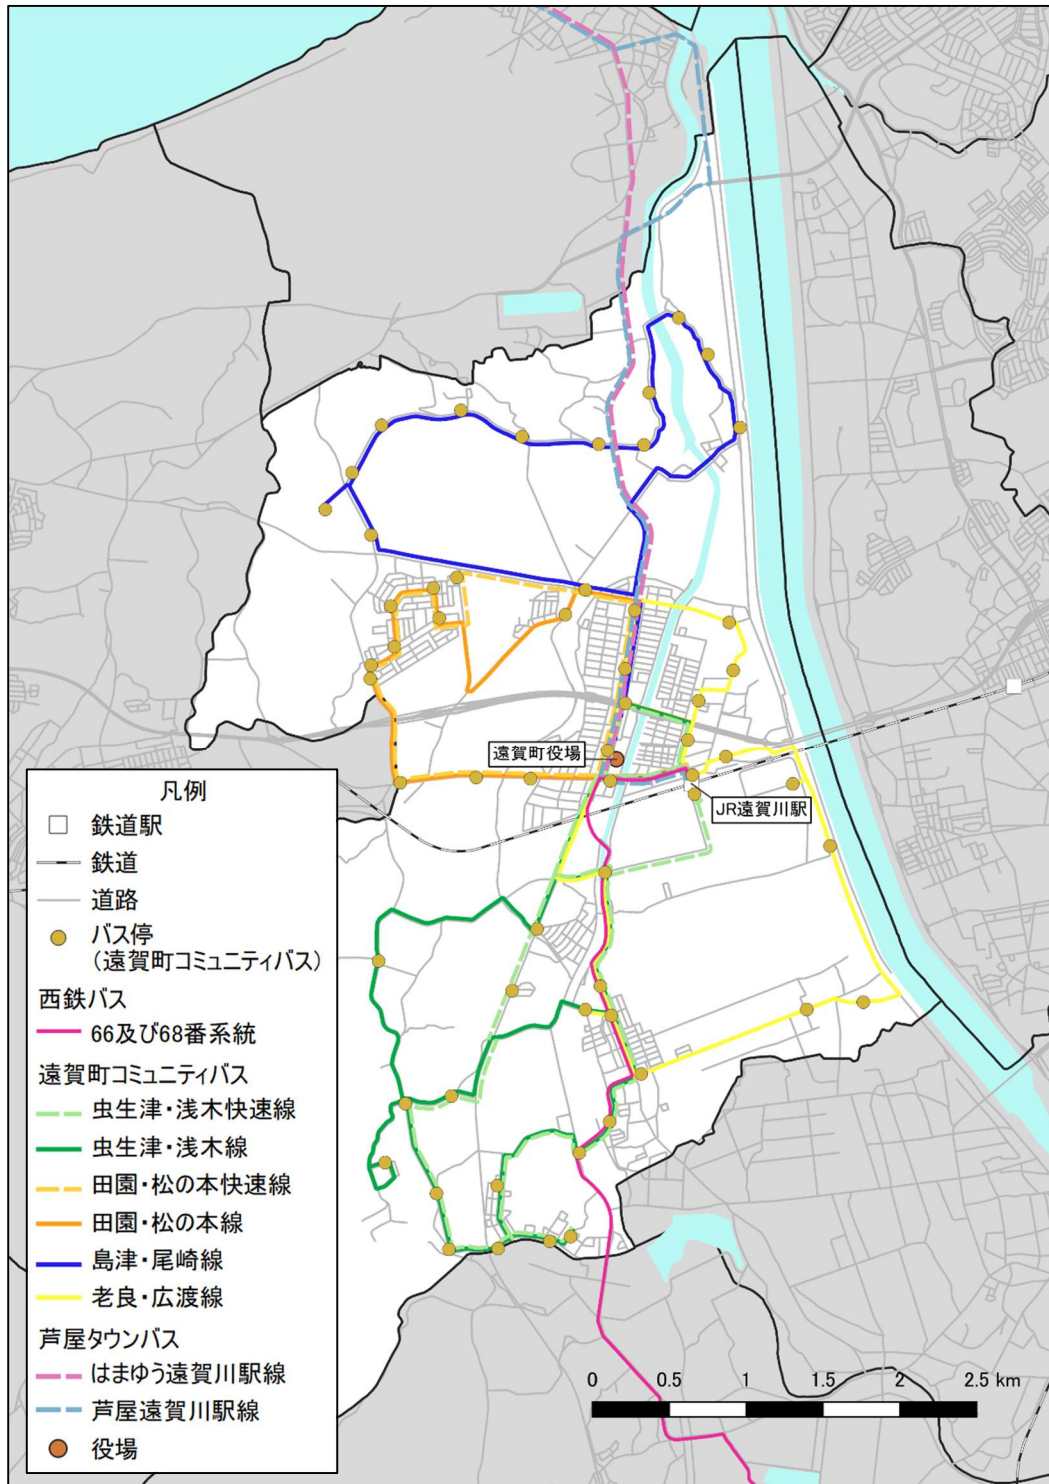 遠賀町役場
JR遠賀川駅
凡例
鉄道駅
鉄道
道路
バス停
(遠賀町コミュニティバス)
西鉄バス
66及び68番系統
遠賀町コミュニティバス
虫生津・浅木快速線
虫生津・浅木線
田園・松の本快速線
田園・松の本線
島津・尾崎線
老良・広渡線
芦屋タウンバス
はまゆう遠賀川駅線
芦屋遠賀川駅線
役場
0 0.5 1 1.5 2 2.5 km